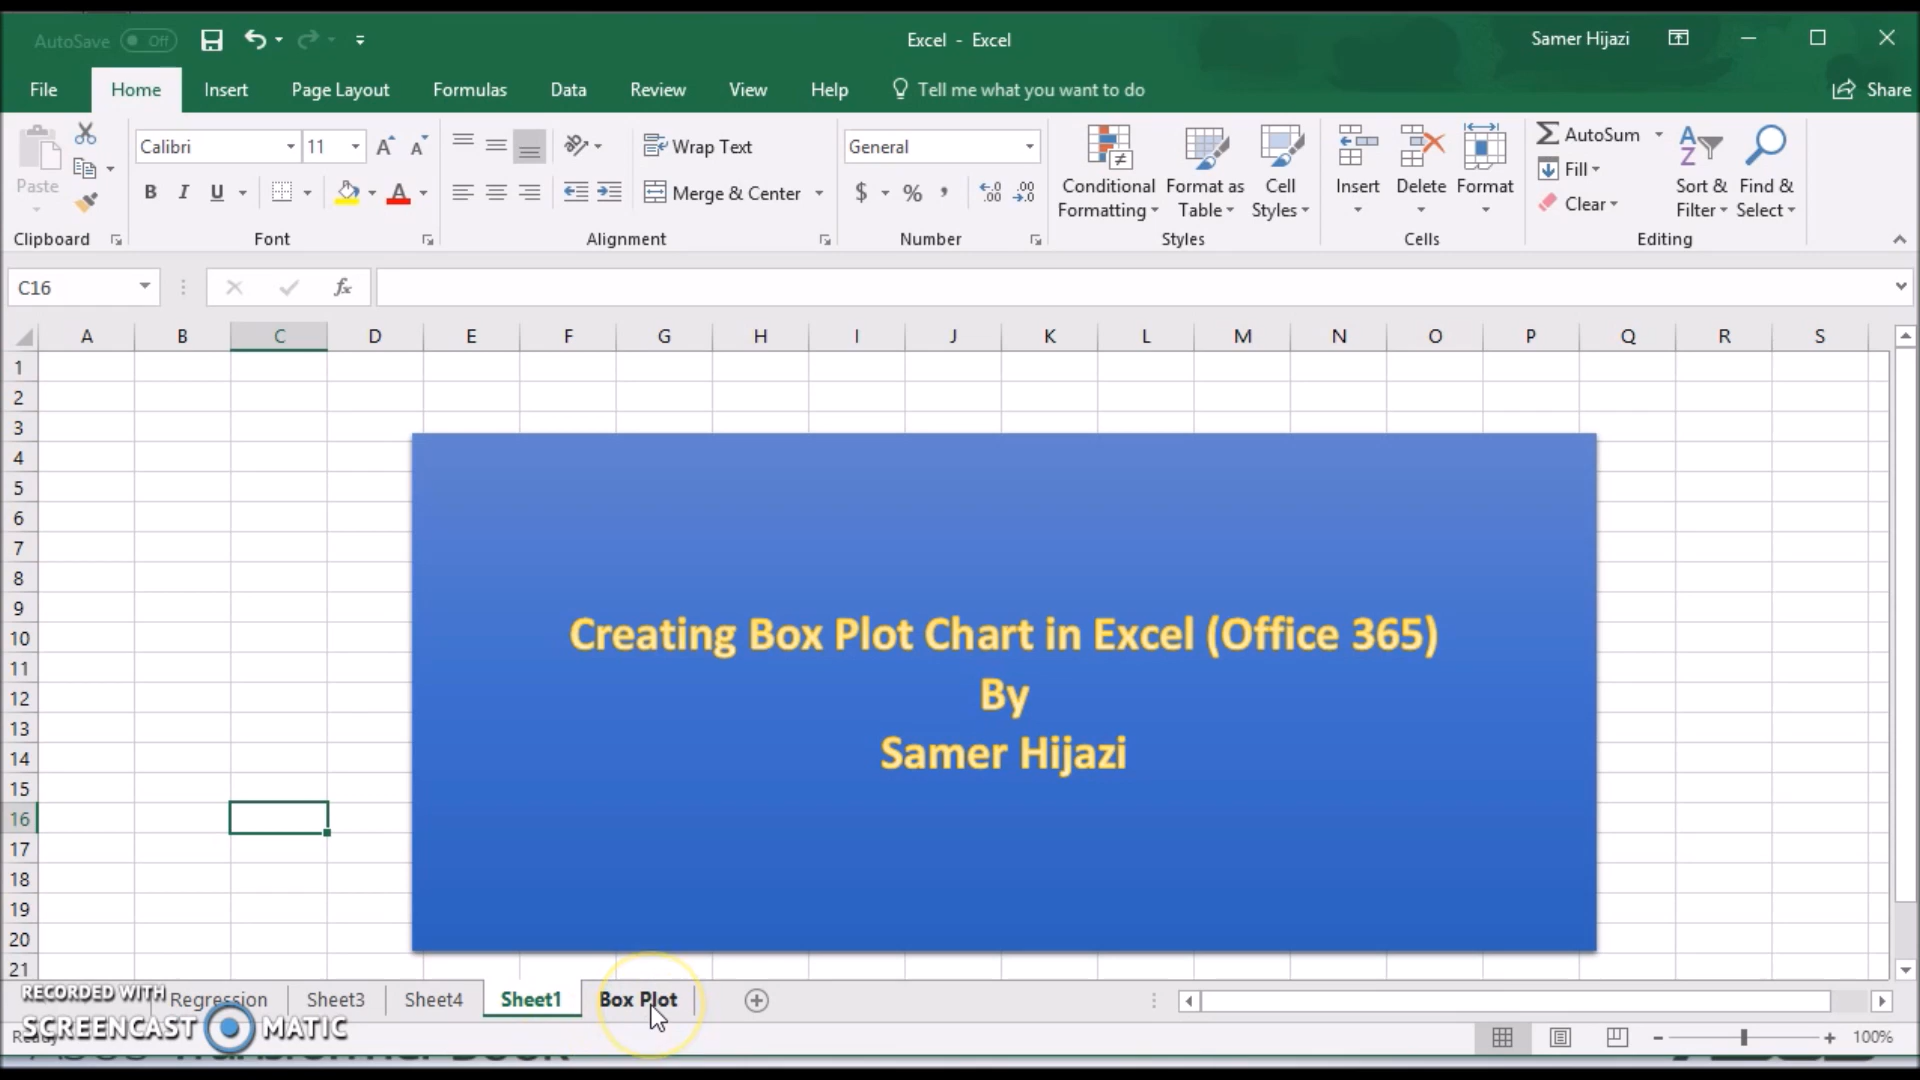 AutoSave Off
Excel - Excel
Samer Hijazi
File Home Insert Page Layout Formulas Data Review View Help Tell me what you want to do Share
Paste
Calibri 11
B I U
Wrap Text
Merge & Center
General
$ % ,
Conditional Formatting
Format as Table
Cell Styles
Insert
Delete
Format
AutoSum
Fill
Clear
Sort & Filter
Find & Select
Clipboard Font Alignment Number Styles Cells Editing
C16
fx
A B C D E F G H I J K L M N O P Q R S
1
2
3
4
5
6
7
8
9
10
11
12
13
14
15
16
17
18
19
20
21
Creating Box Plot Chart in Excel (Office 365)
By
Samer Hijazi
Regression Sheet3 Sheet4 Sheet1 Box Plot
RECORDED WITH
SCREENCAST MATIC
100%